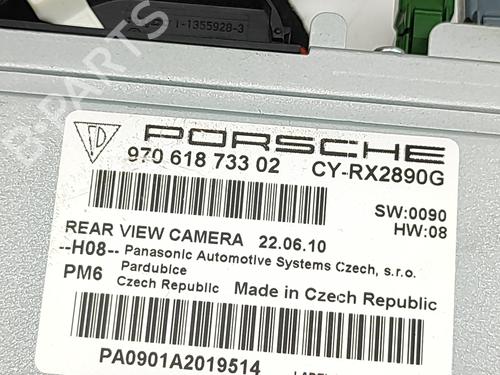 1-1355928-3
B-PARTS
PORSCHE
970 618 733 02 CY-RX2890G
SW:0090
HW:08
REAR VIEW CAMERA 22.06.10
--H08-- Panasonic Automotive Systems Czech, s.r.o.
PM6 Pardubice
Czech Republic Made in Czech Republic
PA0901A2019514